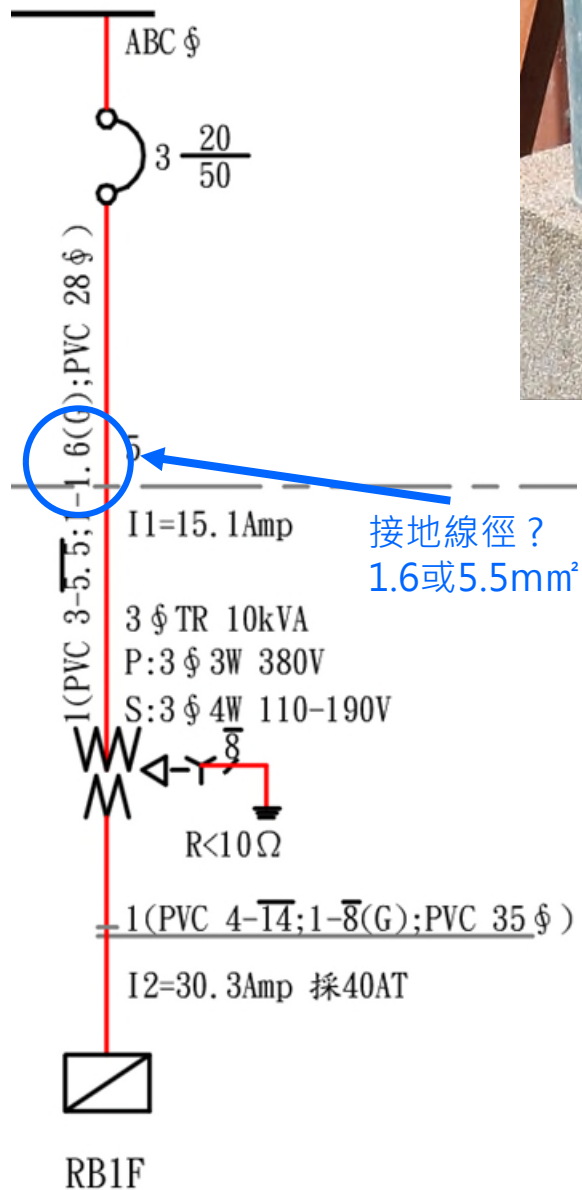 ABC∮
3 20/50
1(PVC 3-5.5;1-1.6(G);PVC 28∮)
5
I1=15.1Amp
接地線徑？
1.6或5.5mm²
3∮TR 10kVA
P:3∮3W 380V
S:3∮4W 110-190V
8
R<10Ω
1(PVC 4-14;1-8(G);PVC 35∮)
I2=30.3Amp 採40AT
RB1F